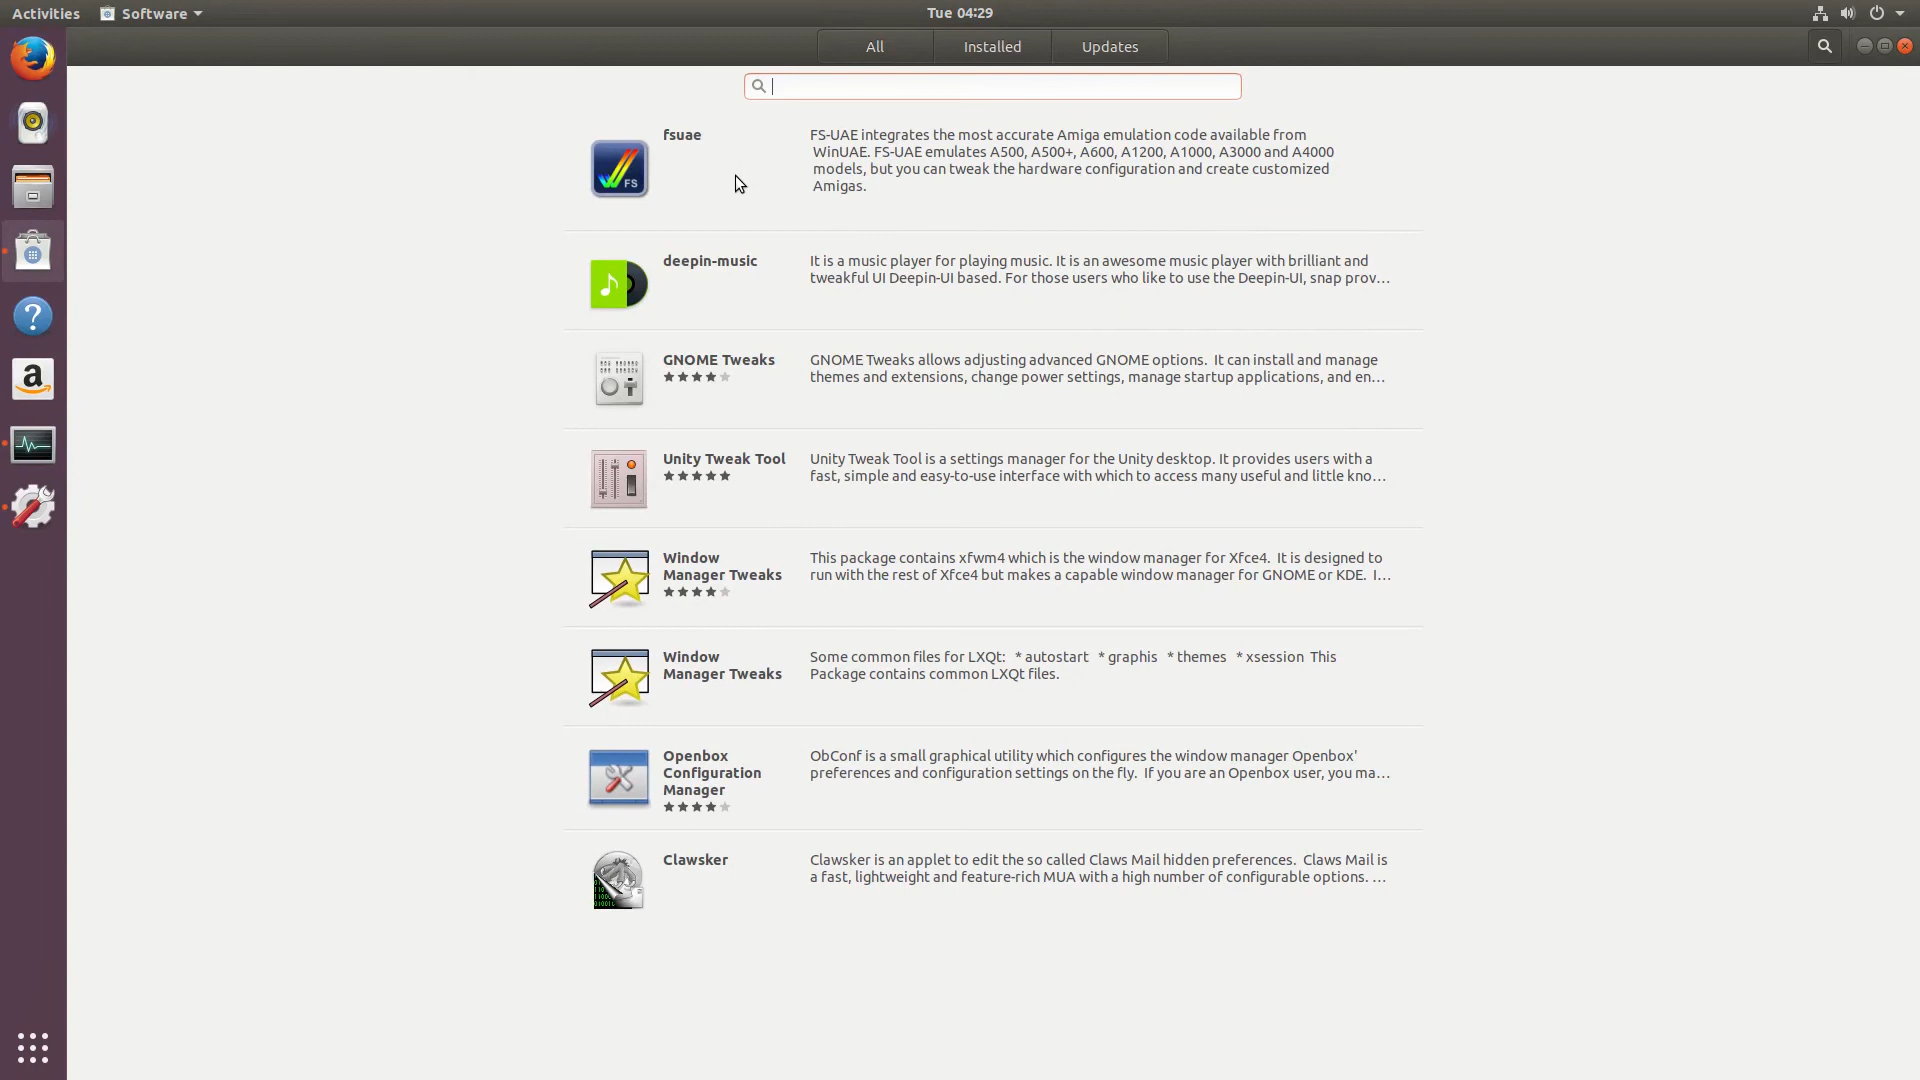 Activities Software Tue 04:29
All Installed Updates
fsuae
FS-UAE integrates the most accurate Amiga emulation code available from
WinUAE. FS-UAE emulates A500, A500+, A600, A1200, A1000, A3000 and A4000
models, but you can tweak the hardware configuration and create customized
Amigas.
FS
deepin-music
It is a music player for playing music. It is an awesome music player with brilliant and
tweakful UI Deepin-UI based. For those users who like to use the Deepin-UI, snap prov…
GNOME Tweaks
GNOME Tweaks allows adjusting advanced GNOME options. It can install and manage
themes and extensions, change power settings, manage startup applications, and en…
Unity Tweak Tool
Unity Tweak Tool is a settings manager for the Unity desktop. It provides users with a
fast, simple and easy-to-use interface with which to access many useful and little kno…
Window
Manager Tweaks
This package contains xfwm4 which is the window manager for Xfce4. It is designed to
run with the rest of Xfce4 but makes a capable window manager for GNOME or KDE. I…
Window
Manager Tweaks
Some common files for LXQt: * autostart * graphis * themes * xsession This
Package contains common LXQt files.
Openbox
Configuration
Manager
ObConf is a small graphical utility which configures the window manager Openbox'
preferences and configuration settings on the fly. If you are an Openbox user, you ma…
Clawsker
Clawsker is an applet to edit the so called Claws Mail hidden preferences. Claws Mail is
a fast, lightweight and feature-rich MUA with a high number of configurable options. …